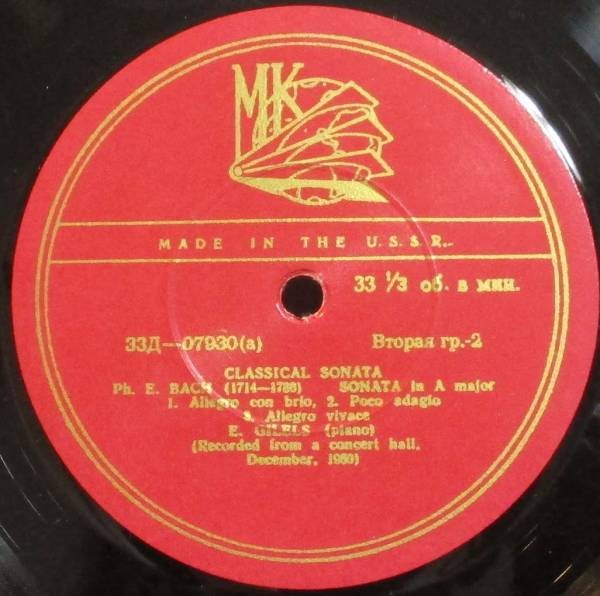 MK
MADE IN THE U.S.S.R.
33 1/3 об. в мин.
33Д—07930(a) Вторая гр.-2
CLASSICAL SONATA
Ph. E. BACH (1714—1788) SONATA in A major
1. Allegro con brio, 2. Poco adagio
3. Allegro vivace
E. GILELS (piano)
(Recorded from a concert hall,
December, 1960)